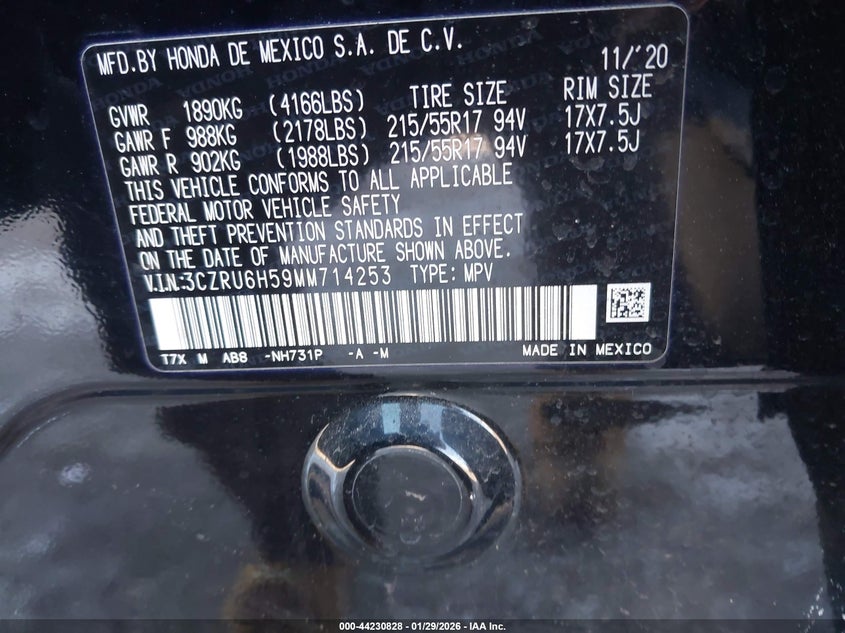 MFD.BY HONDA DE MEXICO S.A. DE C.V. 11/'20
GVWR 1890KG (4166LBS) TIRE SIZE RIM SIZE
GAWR F 988KG (2178LBS) 215/55R17 94V 17X7.5J
GAWR R 902KG (1988LBS) 215/55R17 94V 17X7.5J
THIS VEHICLE CONFORMS TO ALL APPLICABLE
FEDERAL MOTOR VEHICLE SAFETY
AND THEFT PREVENTION STANDARDS IN EFFECT
ON THE DATE OF MANUFACTURE SHOWN ABOVE.
V.I.N:3CZRU6H59MM714253 TYPE: MPV
T7X M AB8 -NH731P -A -M MADE IN MEXICO
000-44230828 - 01/29/2026 - IAA Inc.